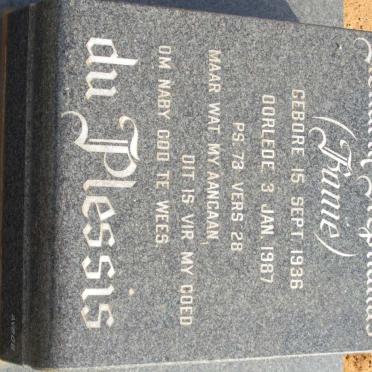 (Fanie)
GEBORE 15 SEPT. 1936
OORLEDE 3 JAN. 1987
PS. 73 VERS 28
MAAR WAT MY AANGAAN,
DIT IS VIR MY GOED
OM NABY GOD TE WEES.
du Plessis
AVBOB